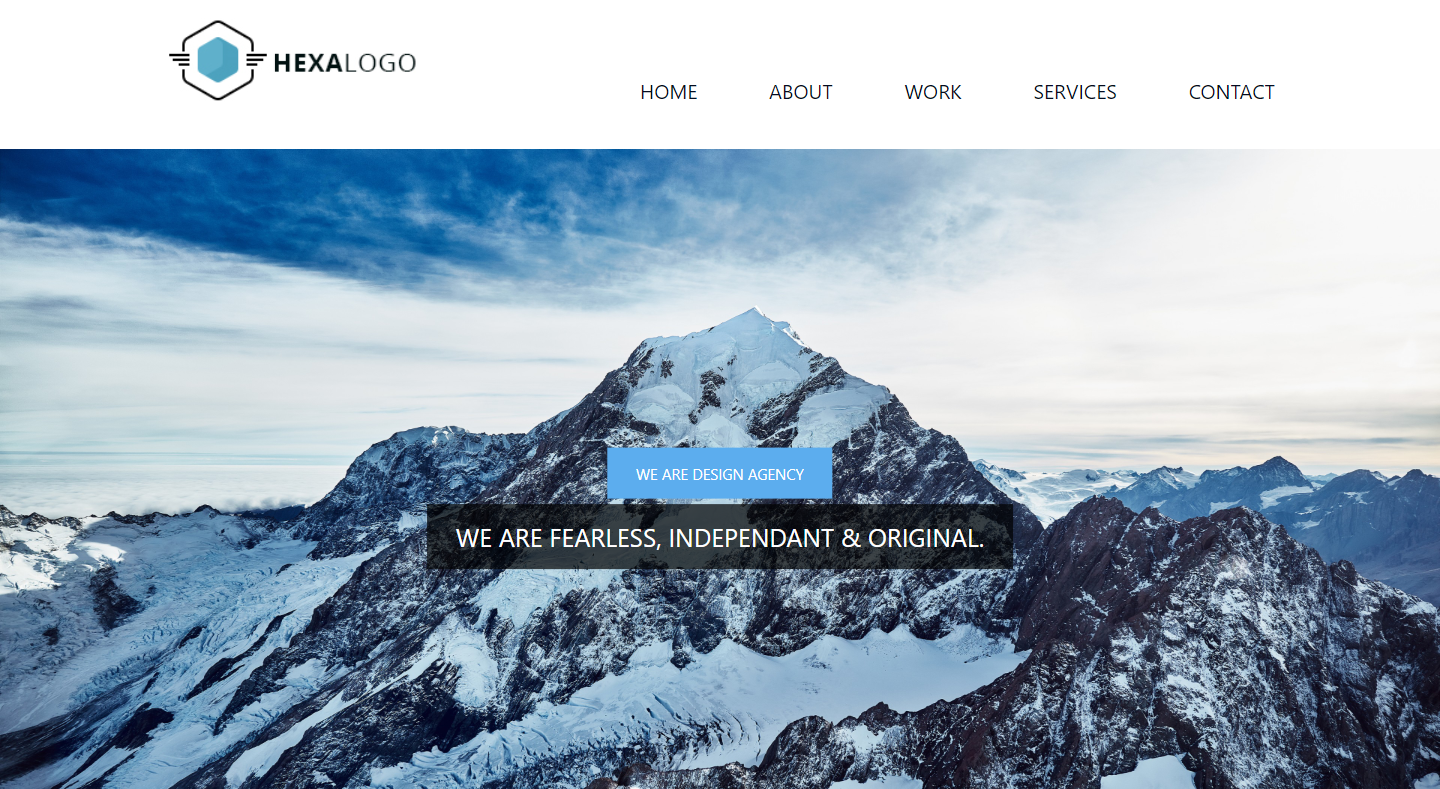 HEXALOGO
HOME ABOUT WORK SERVICES CONTACT
WE ARE DESIGN AGENCY
WE ARE FEARLESS, INDEPENDANT & ORIGINAL.